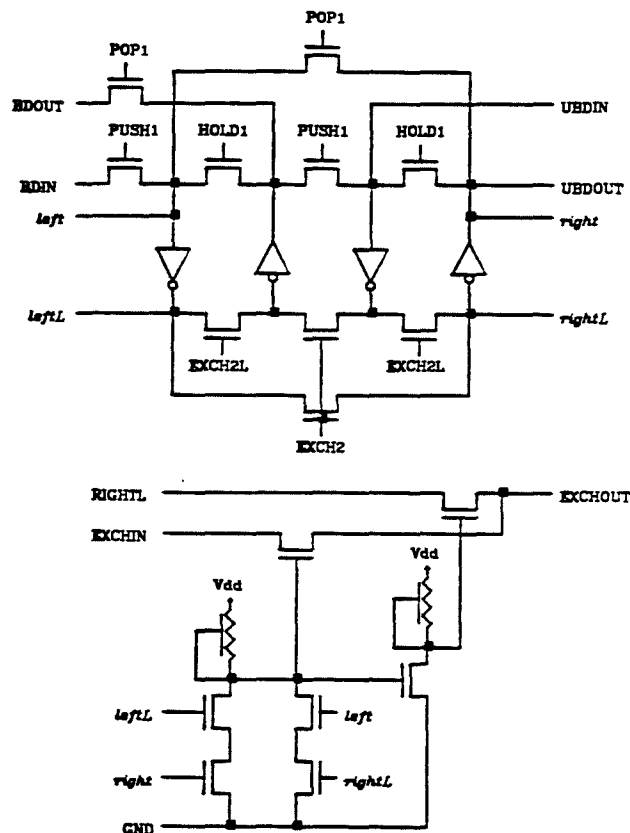 POP1
POP1
BDOUT
UBDIN
PUSH1 HOLD1 PUSH1 HOLD1
BDIN
UBDOUT
left
right
leftL
rightL
EXCH2L
EXCH2L
EXCH2
RIGHTL
EXCHOUT
EXCHIN
Vdd
Vdd
leftL
left
right
rightL
GND